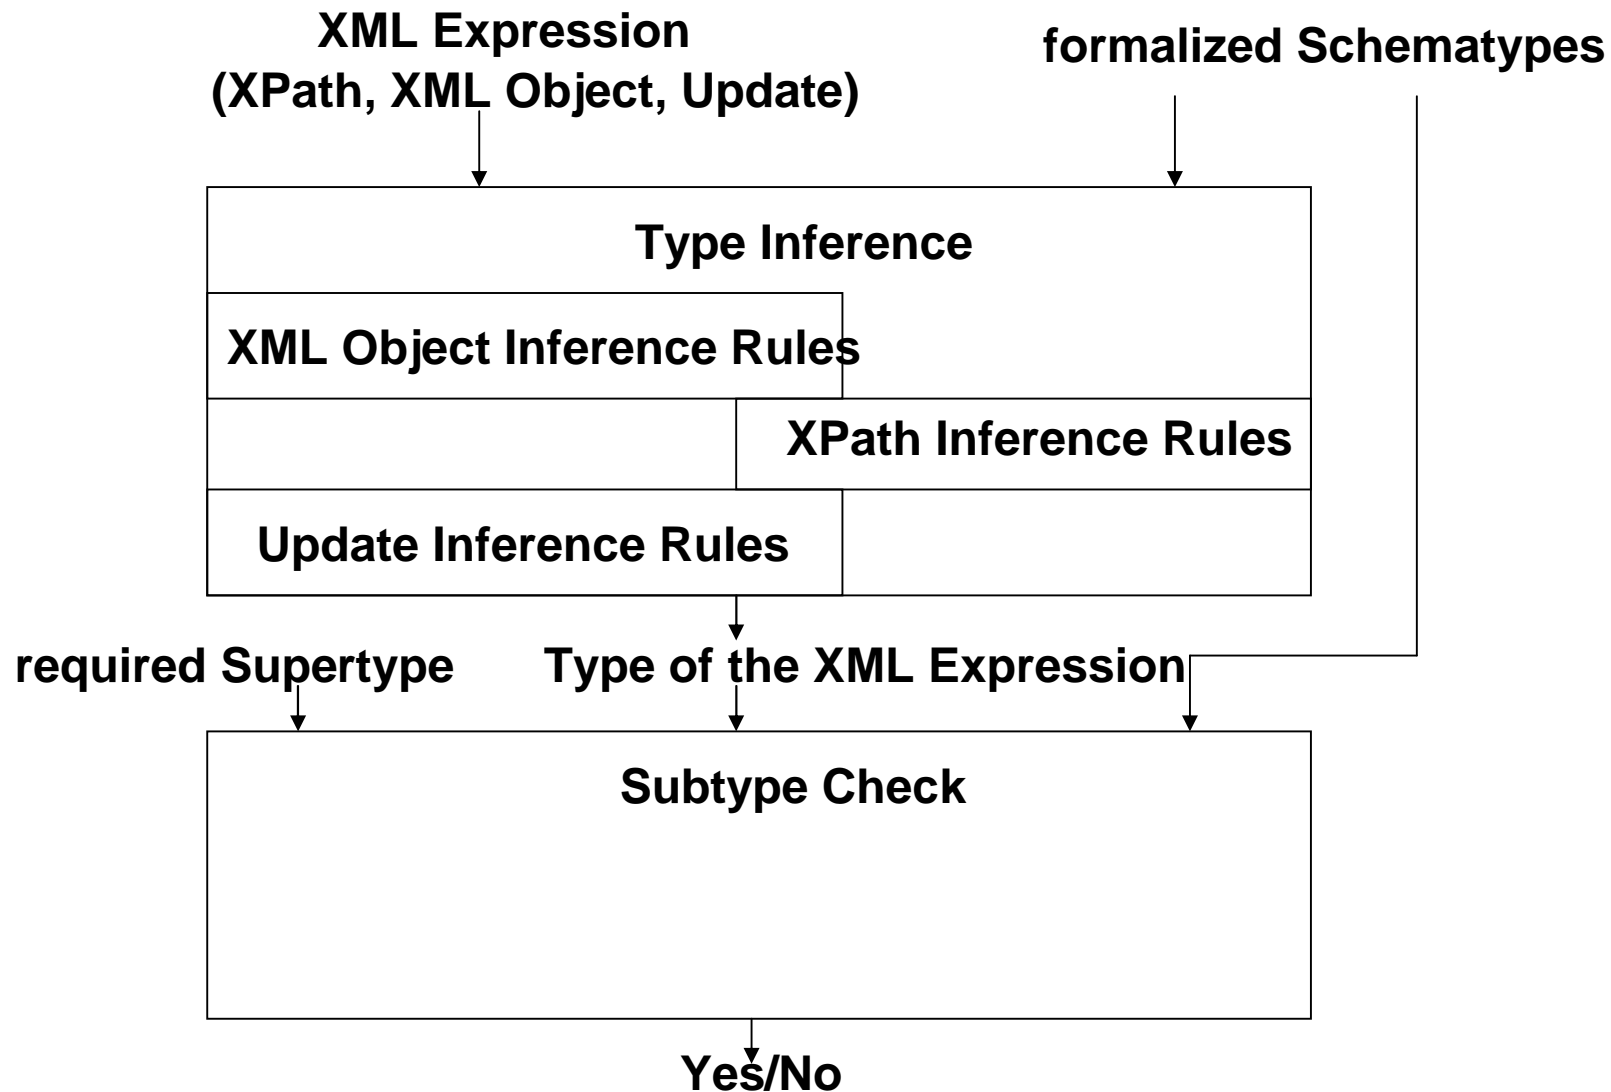 XML Expression
(XPath, XML Object, Update)
formalized Schematypes
Type Inference
XML Object Inference Rules
XPath Inference Rules
Update Inference Rules
required Supertype
Type of the XML Expression
Subtype Check
Yes/No